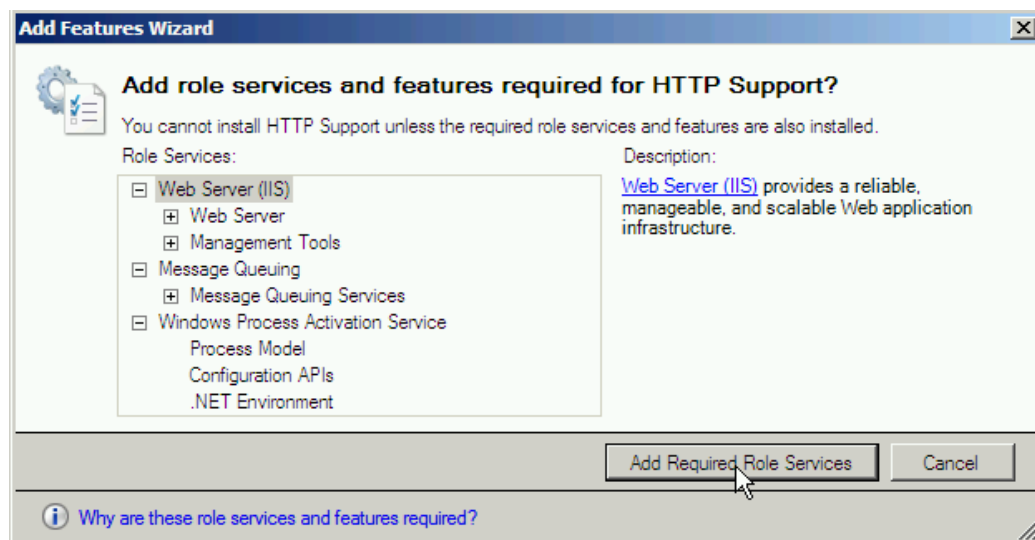 Add Features Wizard
Add role services and features required for HTTP Support?
You cannot install HTTP Support unless the required role services and features are also installed.
Role Services:
Web Server (IIS)
Web Server
Management Tools
Message Queuing
Message Queuing Services
Windows Process Activation Service
Process Model
Configuration APIs
.NET Environment
Description:
Web Server (IIS) provides a reliable,
manageable, and scalable Web application
infrastructure.
Add Required Role Services
Cancel
Why are these role services and features required?